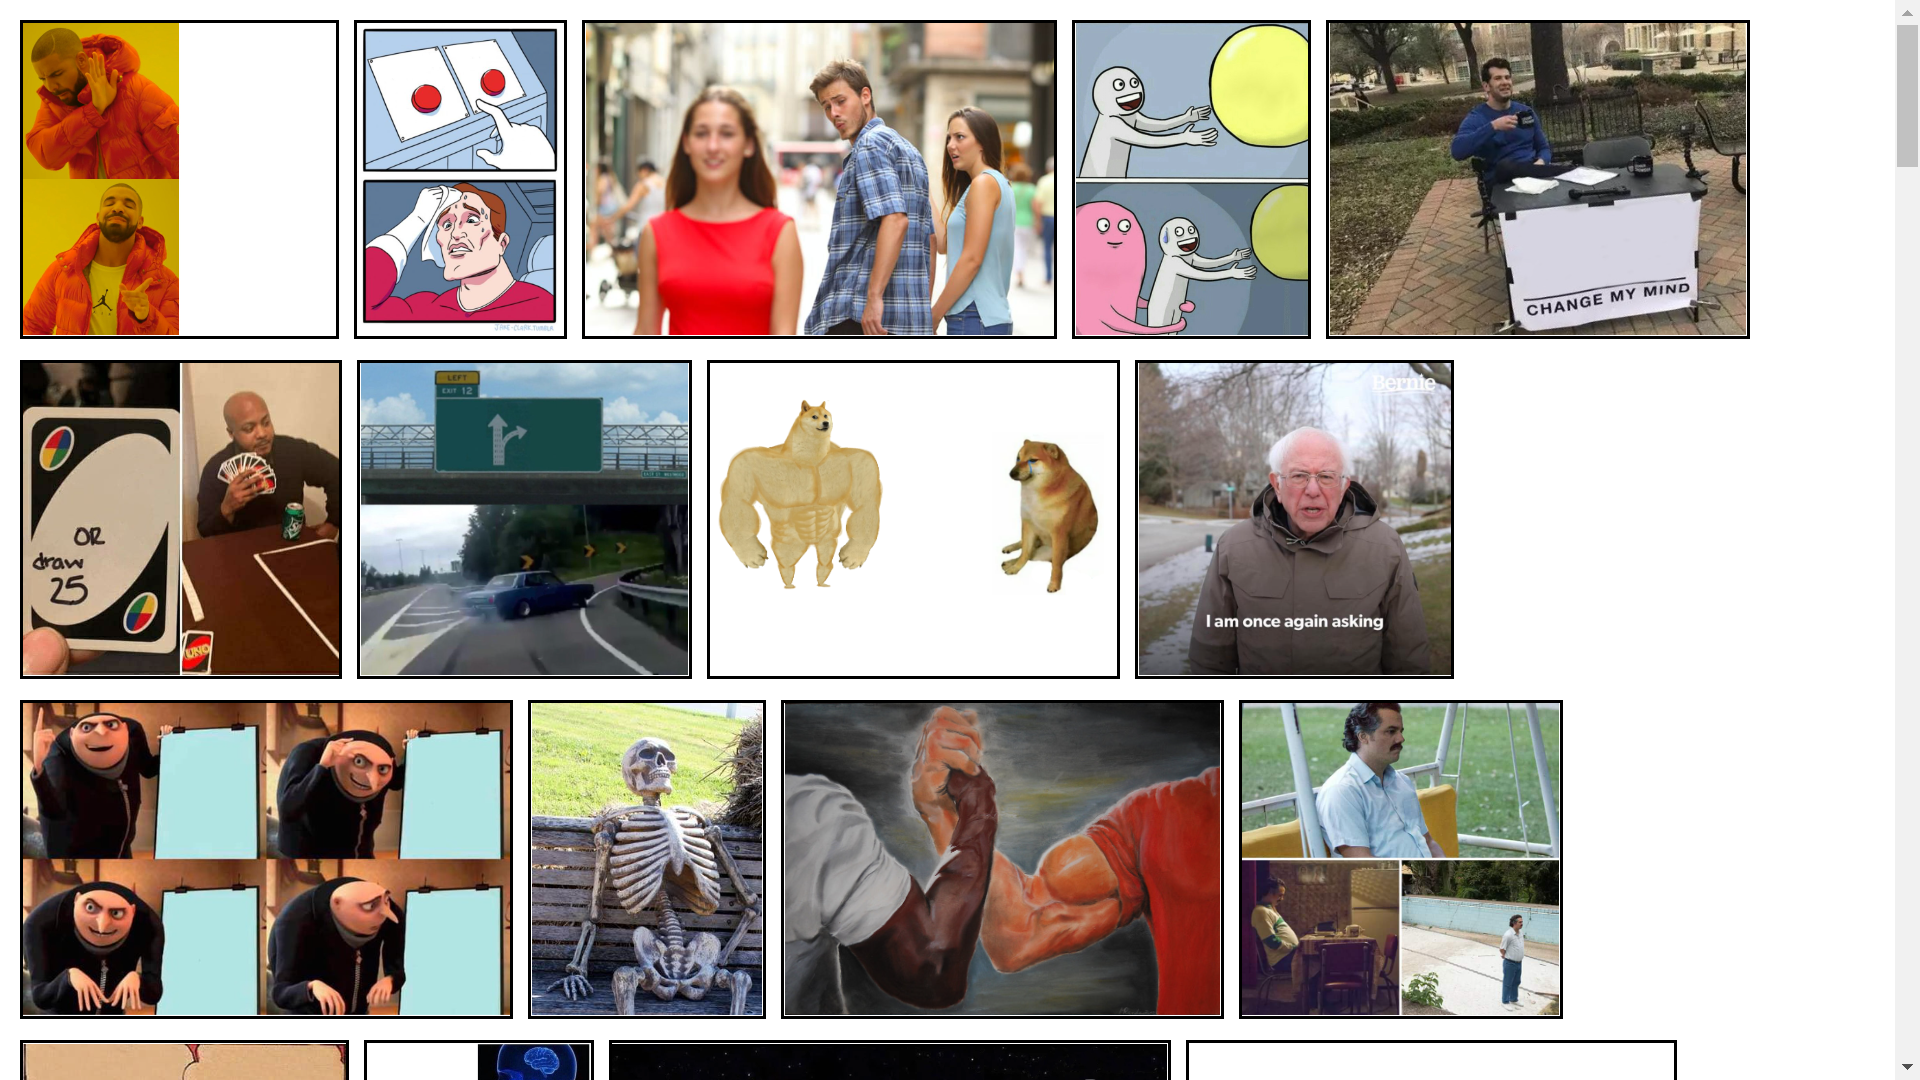 JAKE-CLARK.TUMBLR
CHANGE MY MIND
OR
draw
25
UNO
LEFT
EXIT 12
Bernie
I am once again asking